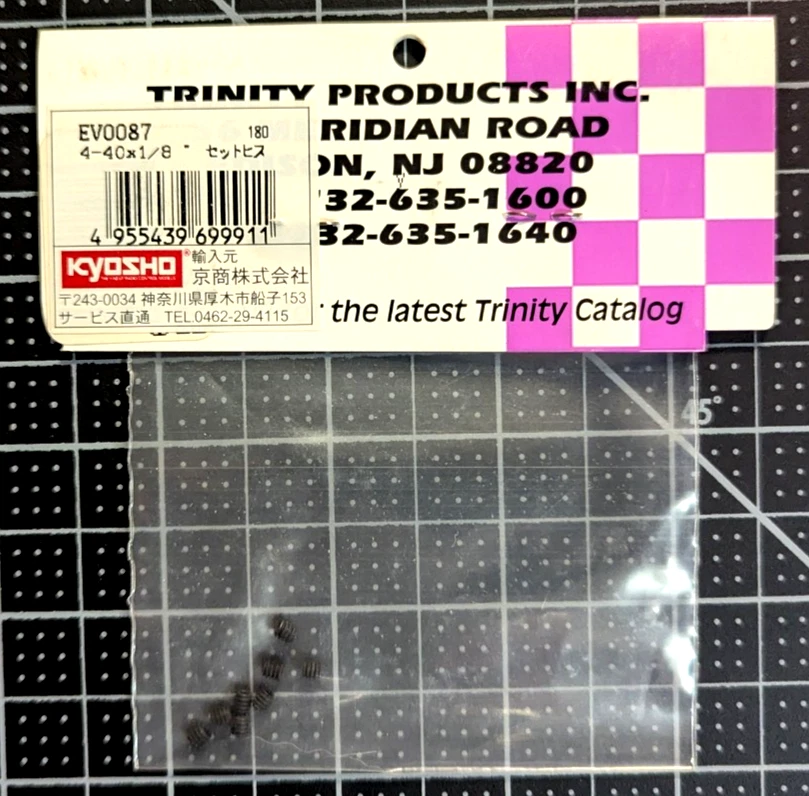 TRINITY PRODUCTS INC.
RIDIAN ROAD
ON, NJ 08820
732-635-1600
32-635-1640
r the latest Trinity Catalog
EV0087 180
4-40x1/8 " セットビス
4 955439 699911
KYOSHO
輸入元
京商株式会社
〒243-0034 神奈川県厚木市船子153
サービス直通 TEL.0462-29-4115
45°